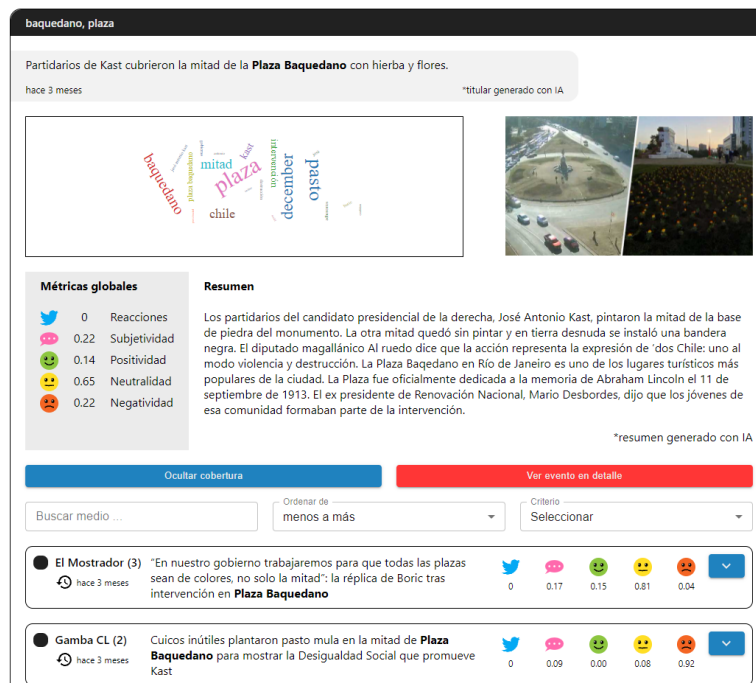 baquedano, plaza
Partidarios de Kast cubrieron la mitad de la Plaza Baquedano con hierba y flores.
hace 3 meses
*titular generado con IA
baquedano
plaza baquedano
mitad
kast
plaza
chile
intervención
december
pasto
Métricas globales
0 Reacciones
0.22 Subjetividad
0.14 Positividad
0.65 Neutralidad
0.22 Negatividad
Resumen
Los partidarios del candidato presidencial de la derecha, José Antonio Kast, pintaron la mitad de la base
de piedra del monumento. La otra mitad quedó sin pintar y en tierra desnuda se instaló una bandera
negra. El diputado magallánico Al ruedo dice que la acción representa la expresión de ‘dos Chile: uno al
modo violencia y destrucción. La Plaza Baqedano en Río de Janeiro es uno de los lugares turísticos más
populares de la ciudad. La Plaza fue oficialmente dedicada a la memoria de Abraham Lincoln el 11 de
septiembre de 1913. El ex presidente de Renovación Nacional, Mario Desbordes, dijo que los jóvenes de
esa comunidad formaban parte de la intervención.
*resumen generado con IA
Ocultar cobertura
Ver evento en detalle
Buscar medio ...
Ordenar de
menos a más
Criterio
Seleccionar
El Mostrador (3)
hace 3 meses
“En nuestro gobierno trabajaremos para que todas las plazas
sean de colores, no solo la mitad”: la réplica de Boric tras
intervención en Plaza Baquedano
0 0.17 0.15 0.81 0.04
Gamba CL (2)
hace 3 meses
Cuicos inútiles plantaron pasto mula en la mitad de Plaza
Baquedano para mostrar la Desigualdad Social que promueve
Kast
0 0.09 0.00 0.08 0.92